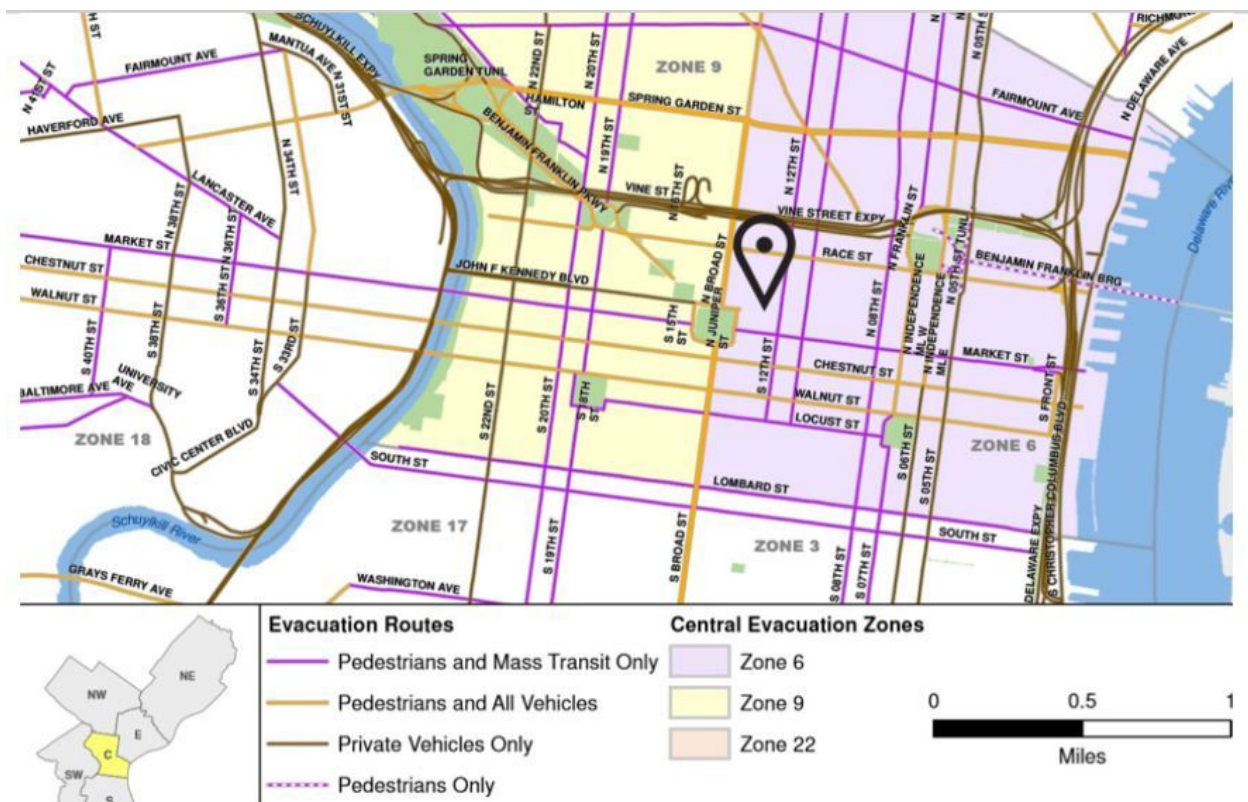 SCHUYLKILL EXPY
MANTUA AVE
N 31ST ST
FAIRMOUNT AVE
N 41ST ST
HAVERFORD AVE
N 34TH ST
LANCASTER AVE
N 38TH ST
N 36TH ST
MARKET ST
CHESTNUT ST
WALNUT ST
S 36TH ST
S 38TH ST
S 40TH ST
S 34TH ST
S 33RD ST
UNIVERSITY
AVE
BALTIMORE AVE
ZONE 18
CIVIC CENTER BLVD
Schuylkill River
GRAYS FERRY AVE
SPRING
GARDEN TUNL
N 22ND ST
N 20TH ST
ZONE 9
HAMILTON
ST
SPRING GARDEN ST
BENJAMIN FRANKLIN PKWY
N 19TH ST
VINE ST
N 16TH ST
N 12TH ST
VINE STREET EXPY
N BROAD ST
RACE ST
JOHN F KENNEDY BLVD
S 15TH
ST
N JUNIPER
ST
S 12TH ST
N 08TH ST
N FRANKLIN ST
N INDEPENDENCE
ML W
N INDEPENDENCE
ML E
N 05TH ST TUNL
BENJAMIN FRANKLIN BRG
MARKET ST
CHESTNUT ST
WALNUT ST
LOCUST ST
S 22ND ST
S 20TH ST
S 18TH
ST
S 06TH ST
S 05TH ST
ZONE 6
S FRONT ST
S CHRISTOPHER COLUMBUS BLVD
DELAWARE EXPY
SOUTH ST
LOMBARD ST
SOUTH ST
ZONE 17
ZONE 3
S 19TH ST
S BROAD ST
S 08TH ST
S 07TH ST
WASHINGTON AVE
N 05TH ST
FAIRMOUNT AVE
N DELAWARE AVE
Delaware River
Evacuation Routes
Pedestrians and Mass Transit Only
Pedestrians and All Vehicles
Private Vehicles Only
Pedestrians Only
Central Evacuation Zones
Zone 6
Zone 9
Zone 22
0 0.5 1
Miles
NE
NW
E
C
SW
S